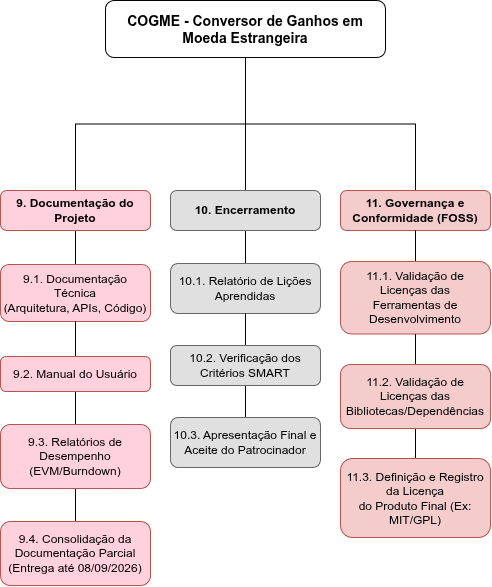 COGME - Conversor de Ganhos em
Moeda Estrangeira
9. Documentação do
Projeto
9.1. Documentação
Técnica
(Arquitetura, APIs, Código)
9.2. Manual do Usuário
9.3. Relatórios de
Desempenho
(EVM/Burndown)
9.4. Consolidação da
Documentação Parcial
(Entrega até 08/09/2026)
10. Encerramento
10.1. Relatório de Lições
Aprendidas
10.2. Verificação dos
Critérios SMART
10.3. Apresentação Final e
Aceite do Patrocinador
11. Governança e
Conformidade (FOSS)
11.1. Validação de
Licenças das
Ferramentas de
Desenvolvimento
11.2. Validação de
Licenças das
Bibliotecas/Dependências
11.3. Definição e Registro
da Licença
do Produto Final (Ex:
MIT/GPL)